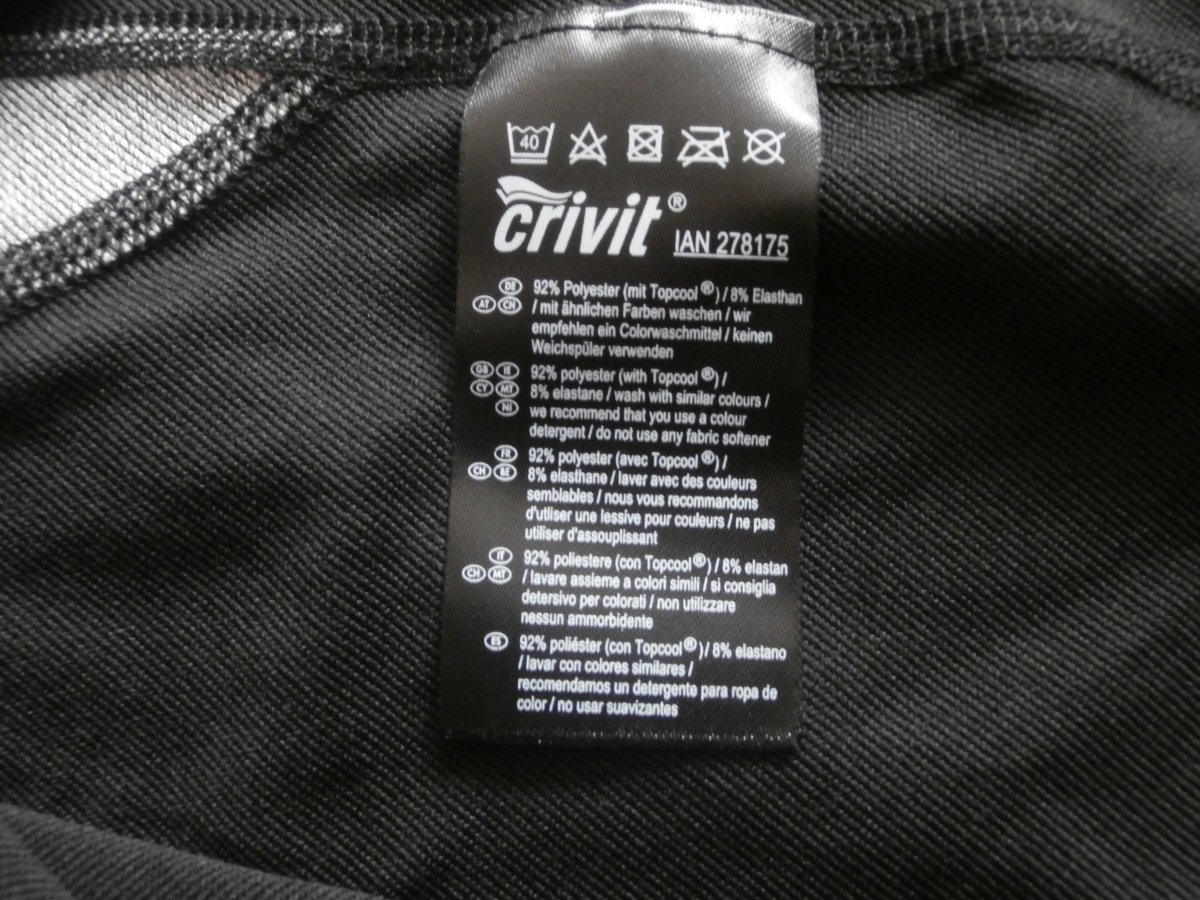 40
crivit® IAN 278175
DE 92% Polyester (mit Topcool®) / 8% Elasthan
AT CH / mit ähnlichen Farben waschen / wir
empfehlen ein Colorwaschmittel / keinen
Weichspüler verwenden
GB IE 92% polyester (with Topcool®) /
CY MT 8% elastane / wash with similar colours /
NI we recommend that you use a colour
detergent / do not use any fabric softener
FR 92% polyester (avec Topcool®) /
CH BE 8% elasthane / laver avec des couleurs
semblables / nous vous recommandons
d'utliser une lessive pour couleurs / ne pas
utiliser d'assouplissant
IT 92% poliestere (con Topcool®) / 8% elastan
CH MT / lavare assieme a colori simili / si consiglia
detersivo per colorati / non utilizzare
nessun ammorbidente
ES 92% poliéster (con Topcool®)/ 8% elastano
/ lavar con colores similares /
recomendamos un detergente para ropa de
color / no usar suavizantes